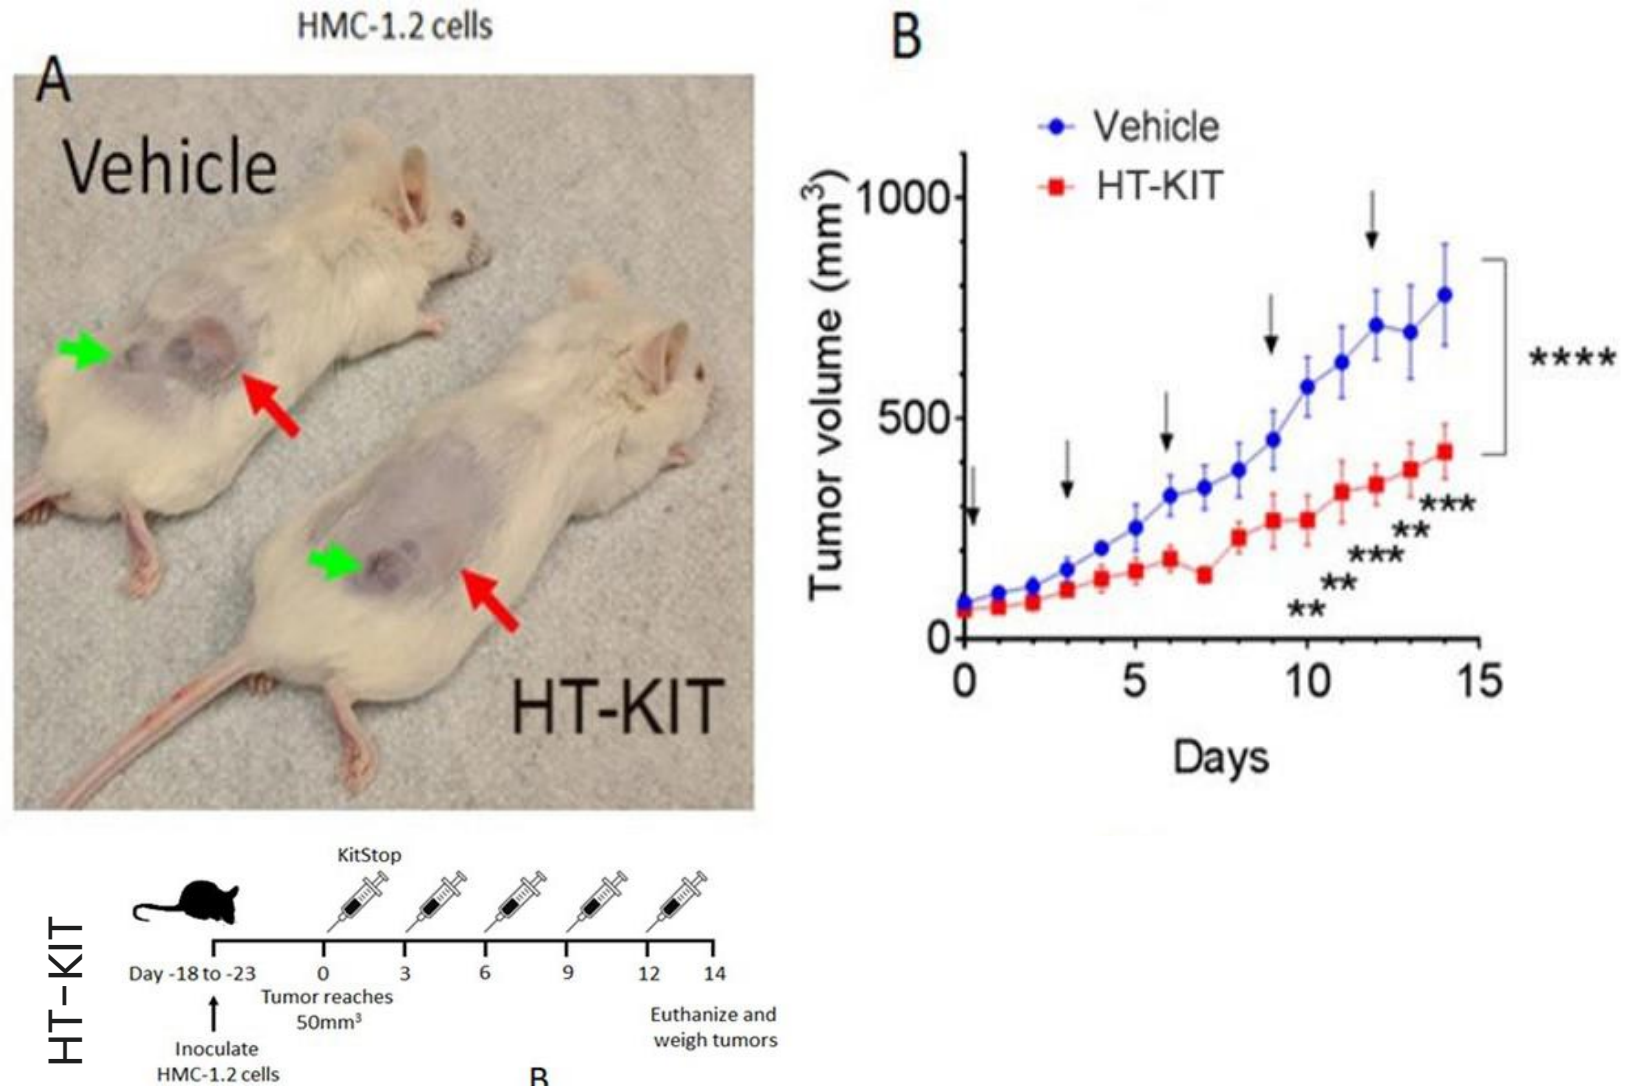 HMC-1.2 cells
A
Vehicle
HT-KIT
B
Vehicle
HT-KIT
Tumor volume (mm³)
1000
500
0
0 5 10 15
Days
****
***
**
***
**
**
KitStop
HT-KIT
Day -18 to -23 0 3 6 9 12 14
Tumor reaches
50mm³
Euthanize and
weigh tumors
Inoculate
HMC-1.2 cells
B